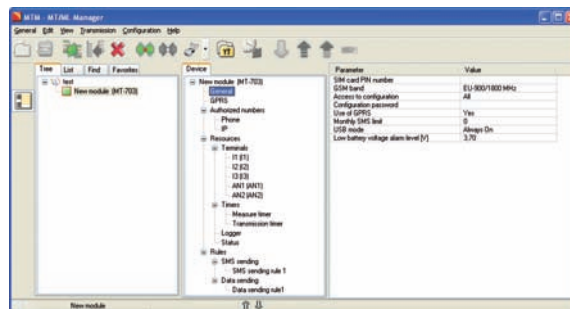 MTM - MT/ML Manager
General Edit View Transmission Configuration Help
Tree List Find Favorites
test
New module (MT-703)
Device
New module (MT-703)
General
GPRS
Authorized numbers
Phone
IP
Resources
Terminals
I1 (I1)
I2 (I2)
I3 (I3)
AN1 (AN1)
AN2 (AN2)
Timers
Measure timer
Transmission timer
Logger
Status
Rules
SMS sending
SMS sending rule 1
Data sending
Data sending rule1
Parameter Value
SIM card PIN number
GSM band EU-900/1800 MHz
Access to configuration All
Configuration password
Use of GPRS Yes
Monthly SMS limit 0
USB mode Always On
Low battery voltage alarm level [V] 3.70
New module